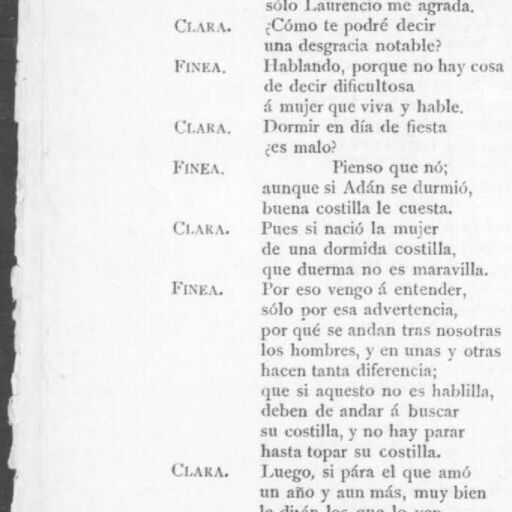 sólo Laurencio me agrada.
CLARA. ¿Cómo te podré decir
una desgracia notable?
FINEA. Hablando, porque no hay cosa
de decir dificultosa
á mujer que viva y hable.
CLARA. Dormir en día de fiesta
¿es malo?
FINEA. Pienso que nó;
aunque si Adán se durmió,
buena costilla le cuesta.
CLARA. Pues si nació la mujer
de una dormida costilla,
que duerma no es maravilla.
FINEA. Por eso vengo á entender,
sólo por esa advertencia,
por qué se andan tras nosotras
los hombres, y en unas y otras
hacen tanta diferencia;
que si aquesto no es hablilla,
deben de andar á buscar
su costilla, y no hay parar
hasta topar su costilla.
CLARA. Luego, si pára el que amó
un año y aun más, muy bien
le dirán los que lo ven